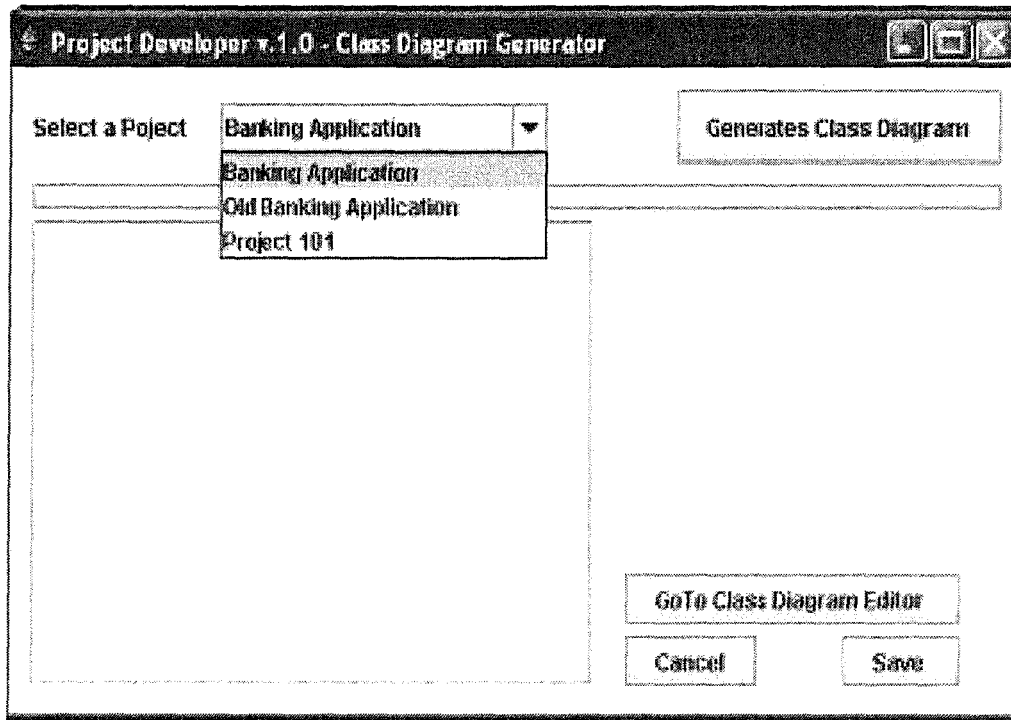 Project Developer v.1.0 - Class Diagram Generator
Select a Poject
Banking Application
Generates Class Diagram
Banking Application
Old Banking Application
Project 101
GoTo Class Diagram Editor
Cancel
Save